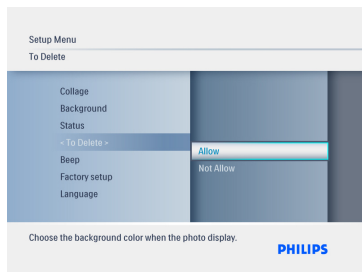 Setup Menu
To Delete
Collage
Background
Status
< To Delete >
Beep
Factory setup
Language
Allow
Not Allow
Choose the background color when the photo display.
PHILIPS